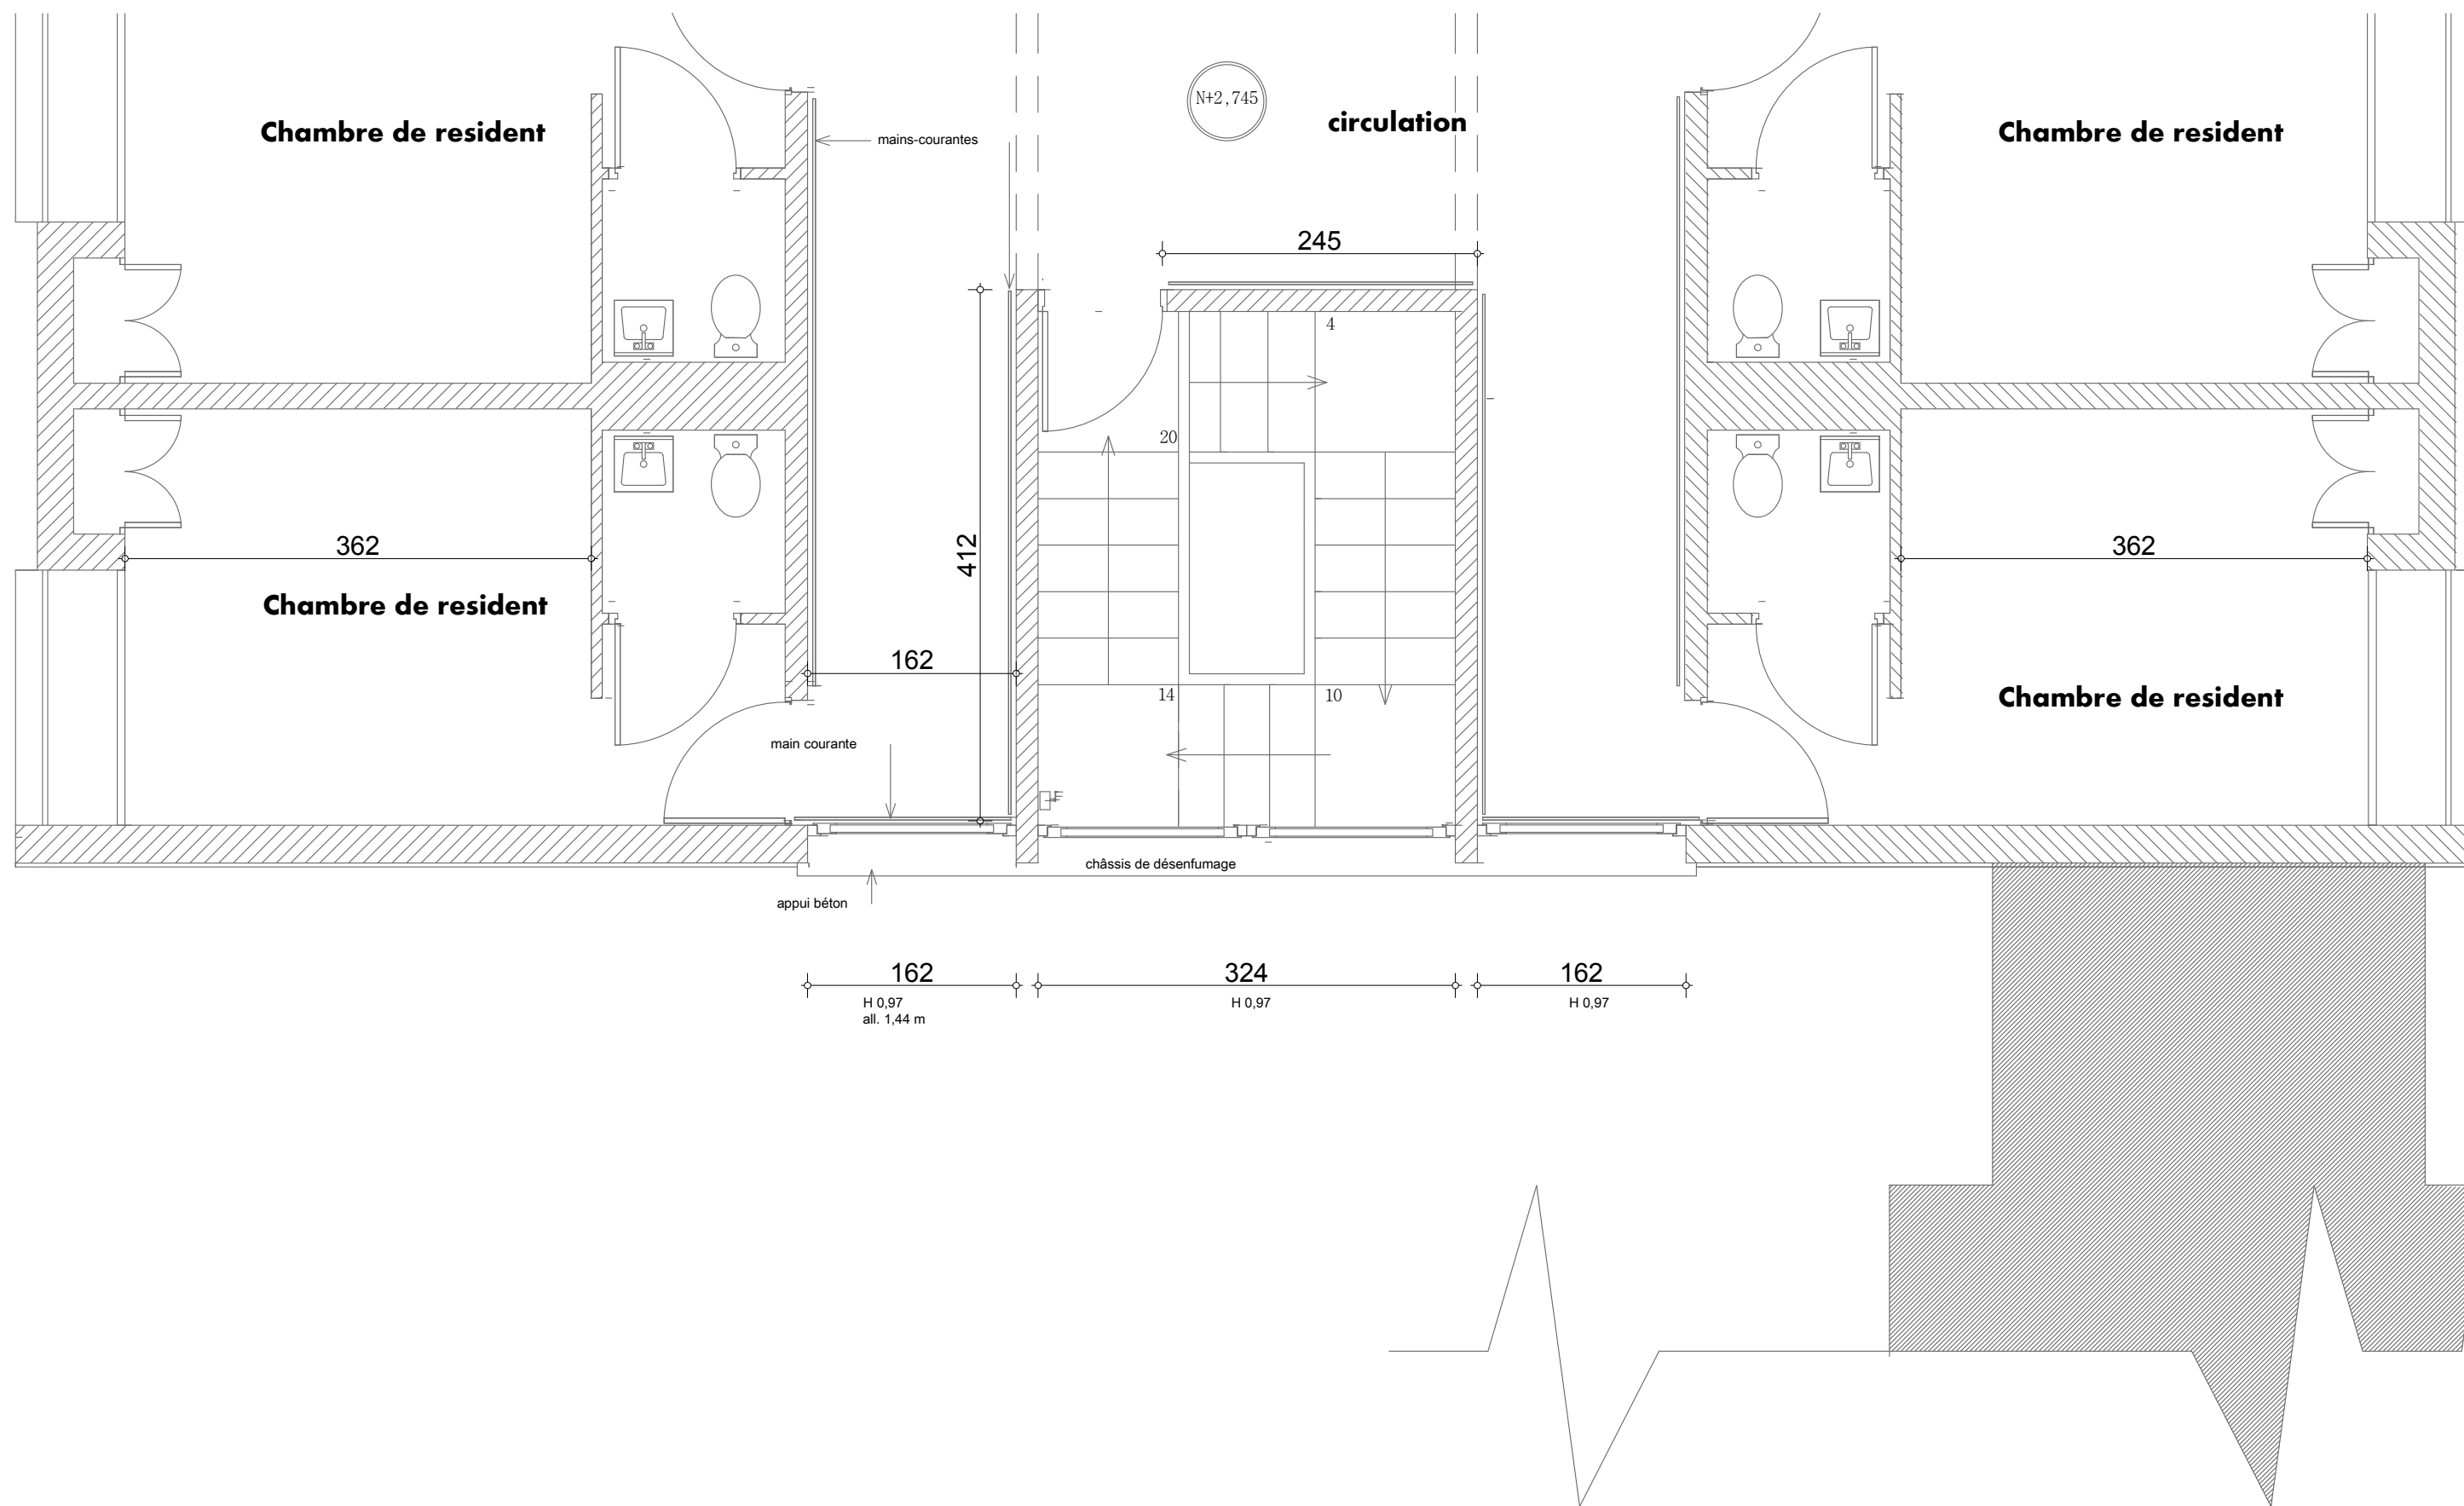 N+2,745
circulation
Chambre de resident
Chambre de resident
mains-courantes
245
4
20
362
412
362
Chambre de resident
162
14
10
Chambre de resident
main courante
châssis de désenfumage
appui béton
162
324
162
H 0,97
H 0,97
H 0,97
all. 1,44 m